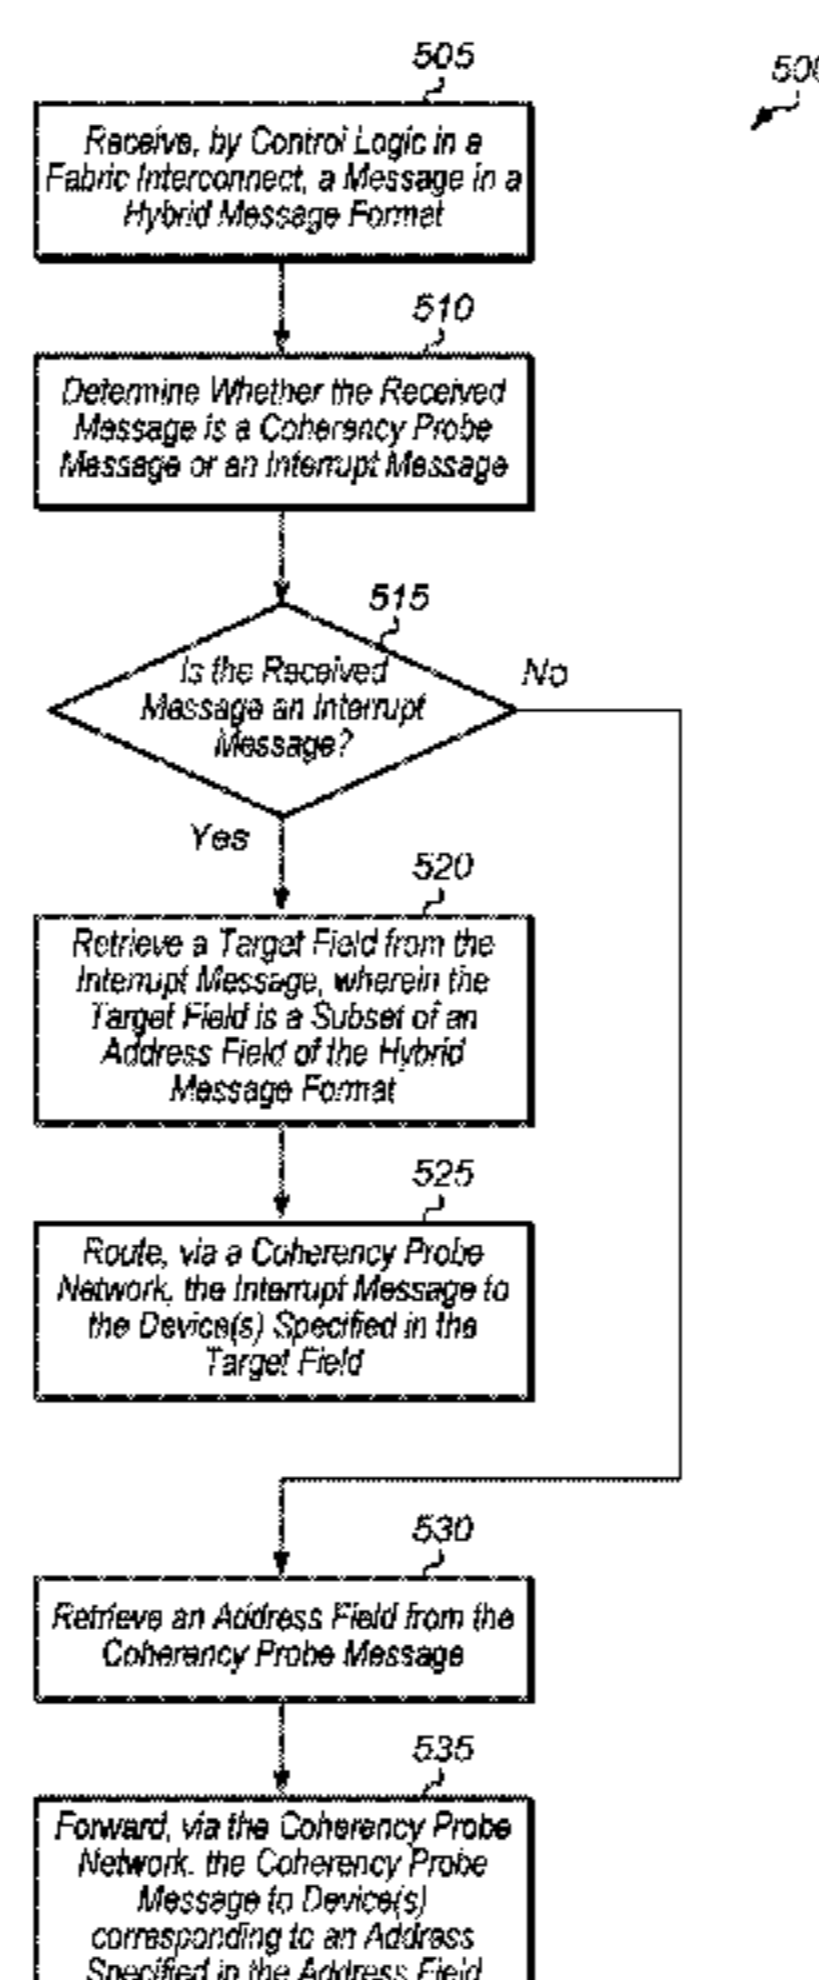 505
500
Receive, by Control Logic in a
Fabric Interconnect, a Message in a
Hybrid Message Format
510
Determine Whether the Received
Message is a Coherency Probe
Message or an Interrupt Message
515
Is the Received
Message an Interrupt
Message?
No
Yes
520
Retrieve a Target Field from the
Interrupt Message, wherein the
Target Field is a Subset of an
Address Field of the Hybrid
Message Format
525
Route, via a Coherency Probe
Network, the Interrupt Message to
the Device(s) Specified in the
Target Field
530
Retrieve an Address Field from the
Coherency Probe Message
535
Forward, via the Coherency Probe
Network, the Coherency Probe
Message to Device(s)
corresponding to an Address
Specified in the Address Field